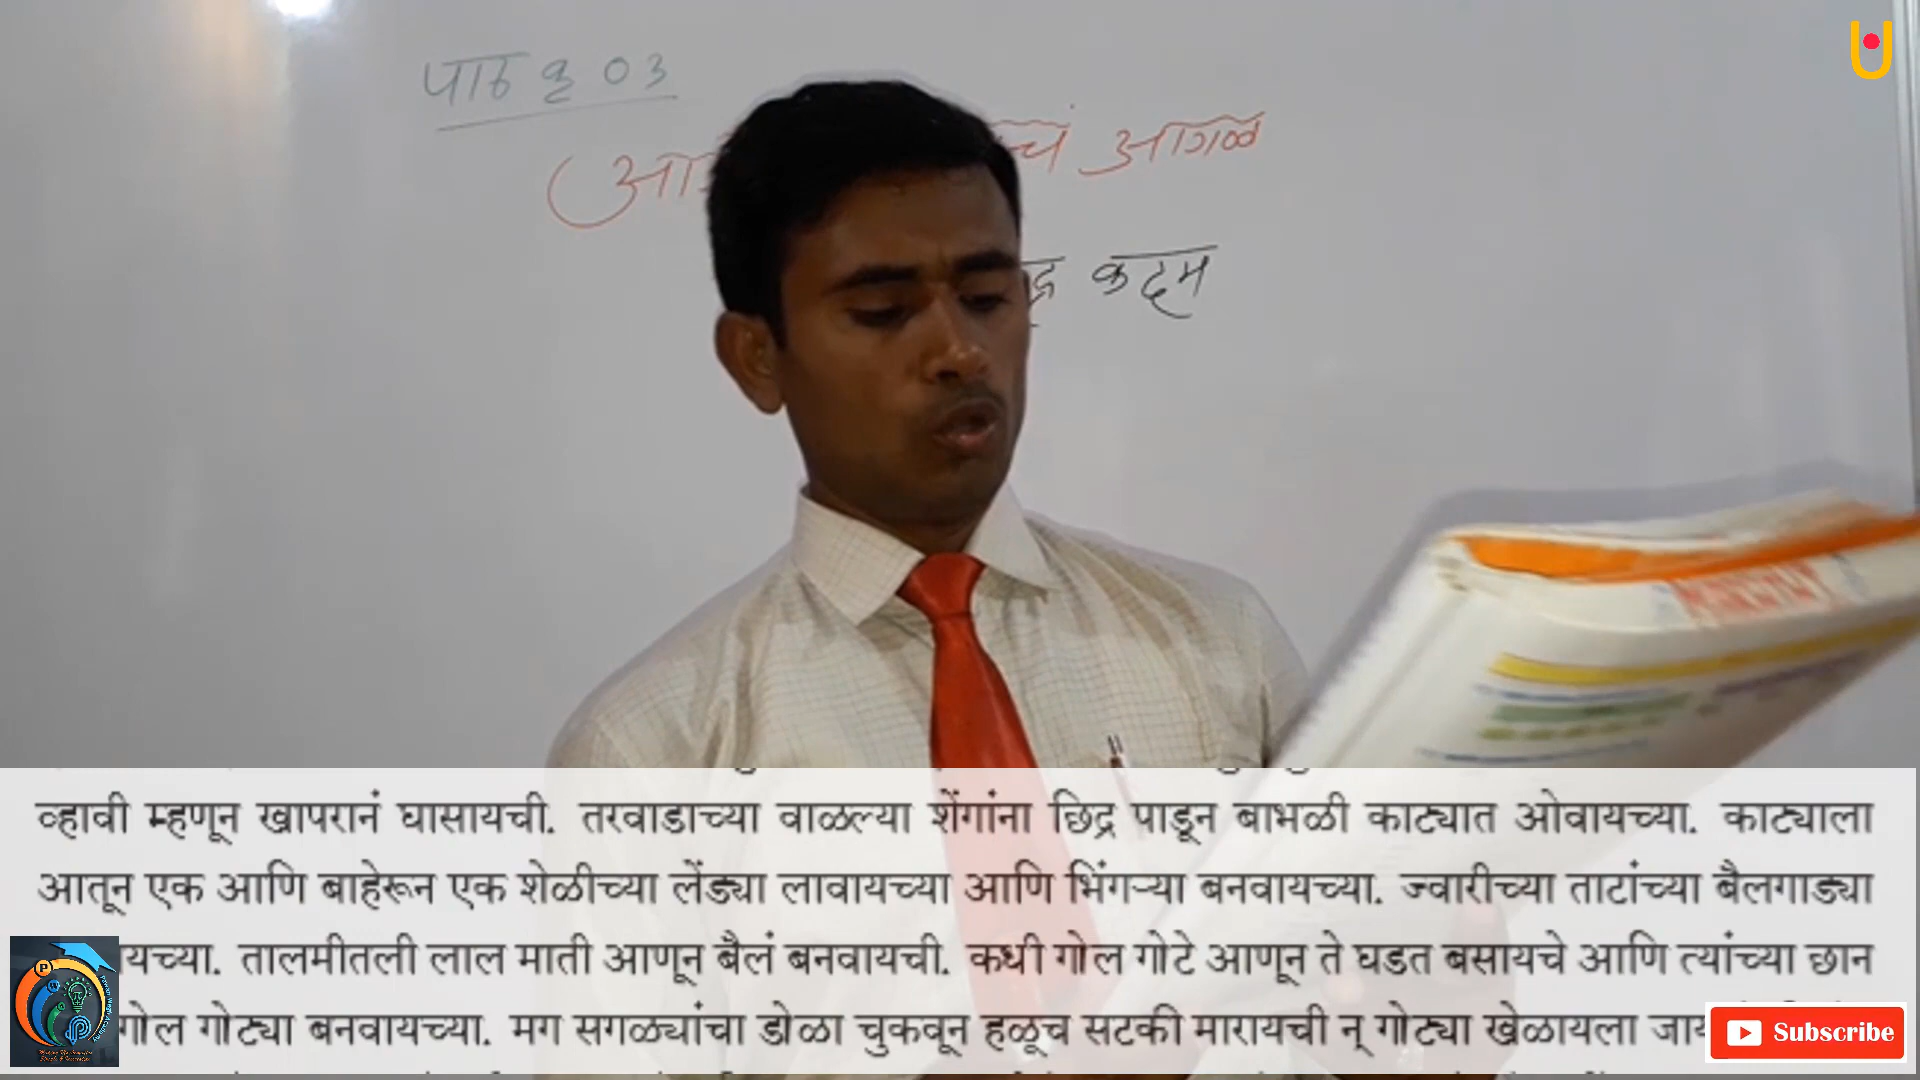 पाठ क्र 03
आगळ
कदम
व्हावी म्हणून खापरानं घासायची. तरवाडाच्या वाळल्या शेंगांना छिद्र पाडून बाभळी काट्यात ओवायच्या. काट्याला
आतून एक आणि बाहेरून एक शेळीच्या लेंड्या लावायच्या आणि भिंगऱ्या बनवायच्या. ज्वारीच्या ताटांच्या बैलगाड्या
यच्या. तालमीतली लाल माती आणून बैलं बनवायची. कधी गोल गोटे आणून ते घडत बसायचे आणि त्यांच्या छान
गोल गोट्या बनवायच्या. मग सगळ्यांचा डोळा चुकवून हळूच सटकी मारायची न् गोट्या खेळायला
Subscribe